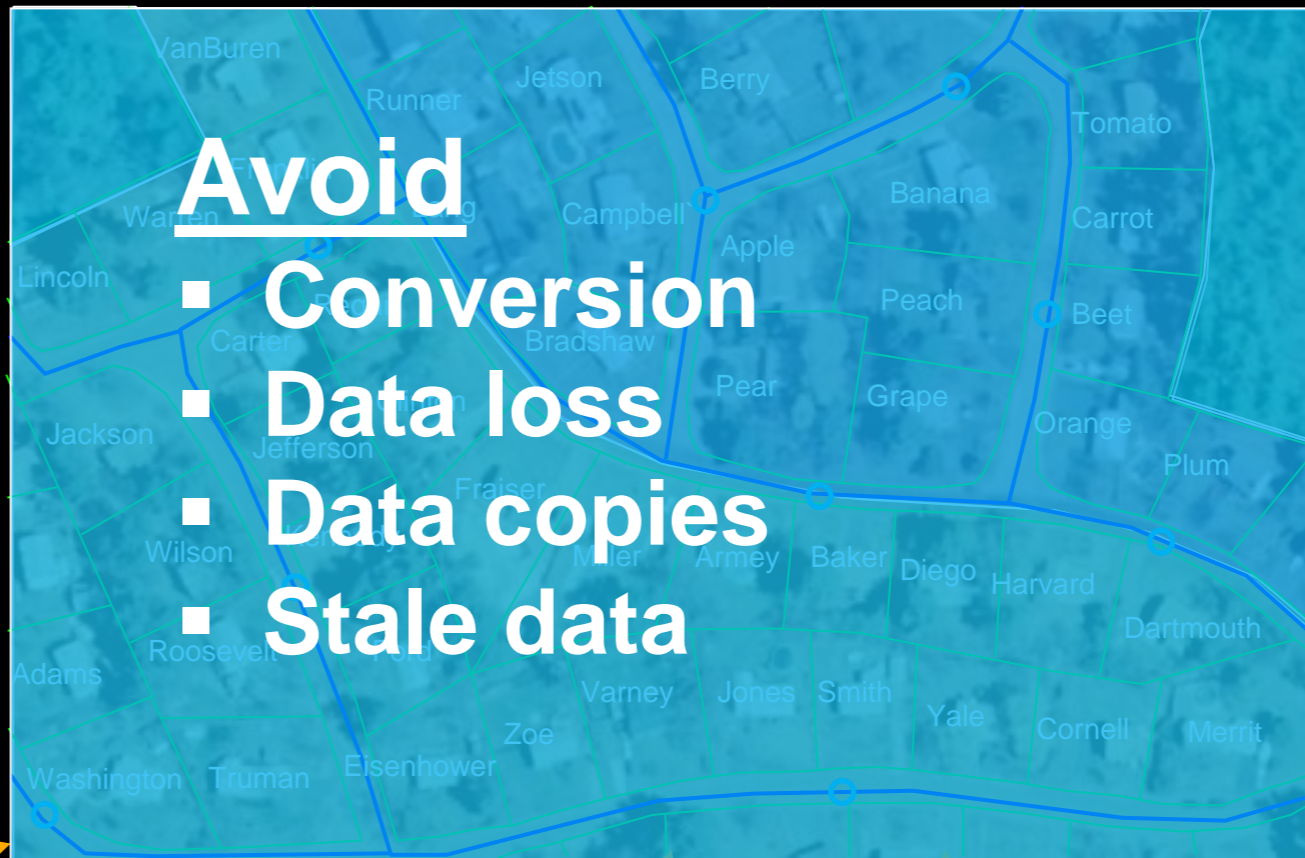 Avoid
▪ Conversion
▪ Data loss
▪ Data copies
▪ Stale data
VanBuren
Runner
Jetson
Berry
Tomato
Warren
Campbell
Banana
Carrot
Lincoln
Apple
Carter
Bradshaw
Peach
Beet
Pear
Grape
Orange
Jackson
Jefferson
Plum
Fraiser
Wilson
Kennedy
Miller
Armey
Baker
Diego
Harvard
Dartmouth
Adams
Roosevelt
Ford
Varney
Jones
Smith
Yale
Cornell
Merrit
Zoe
Washington
Truman
Eisenhower